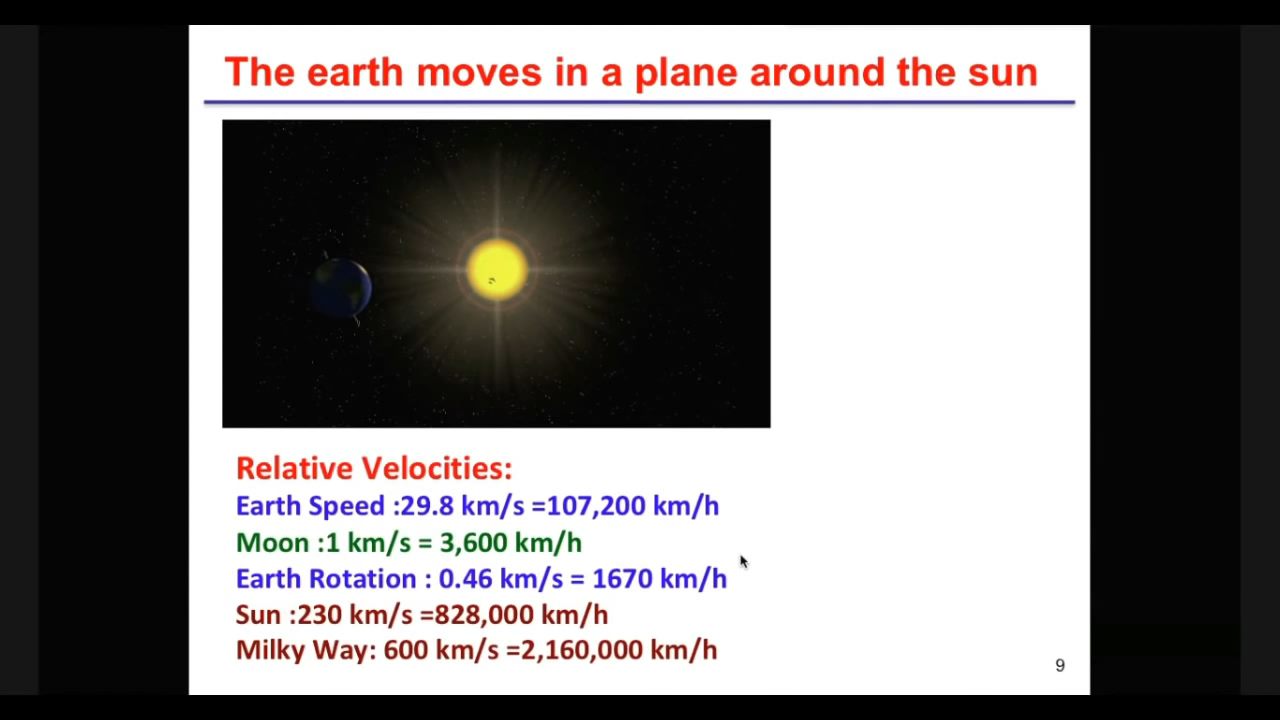 The earth moves in a plane around the sun
Relative Velocities:
Earth Speed :29.8 km/s =107,200 km/h
Moon :1 km/s = 3,600 km/h
Earth Rotation : 0.46 km/s = 1670 km/h
Sun :230 km/s =828,000 km/h
Milky Way: 600 km/s =2,160,000 km/h
9